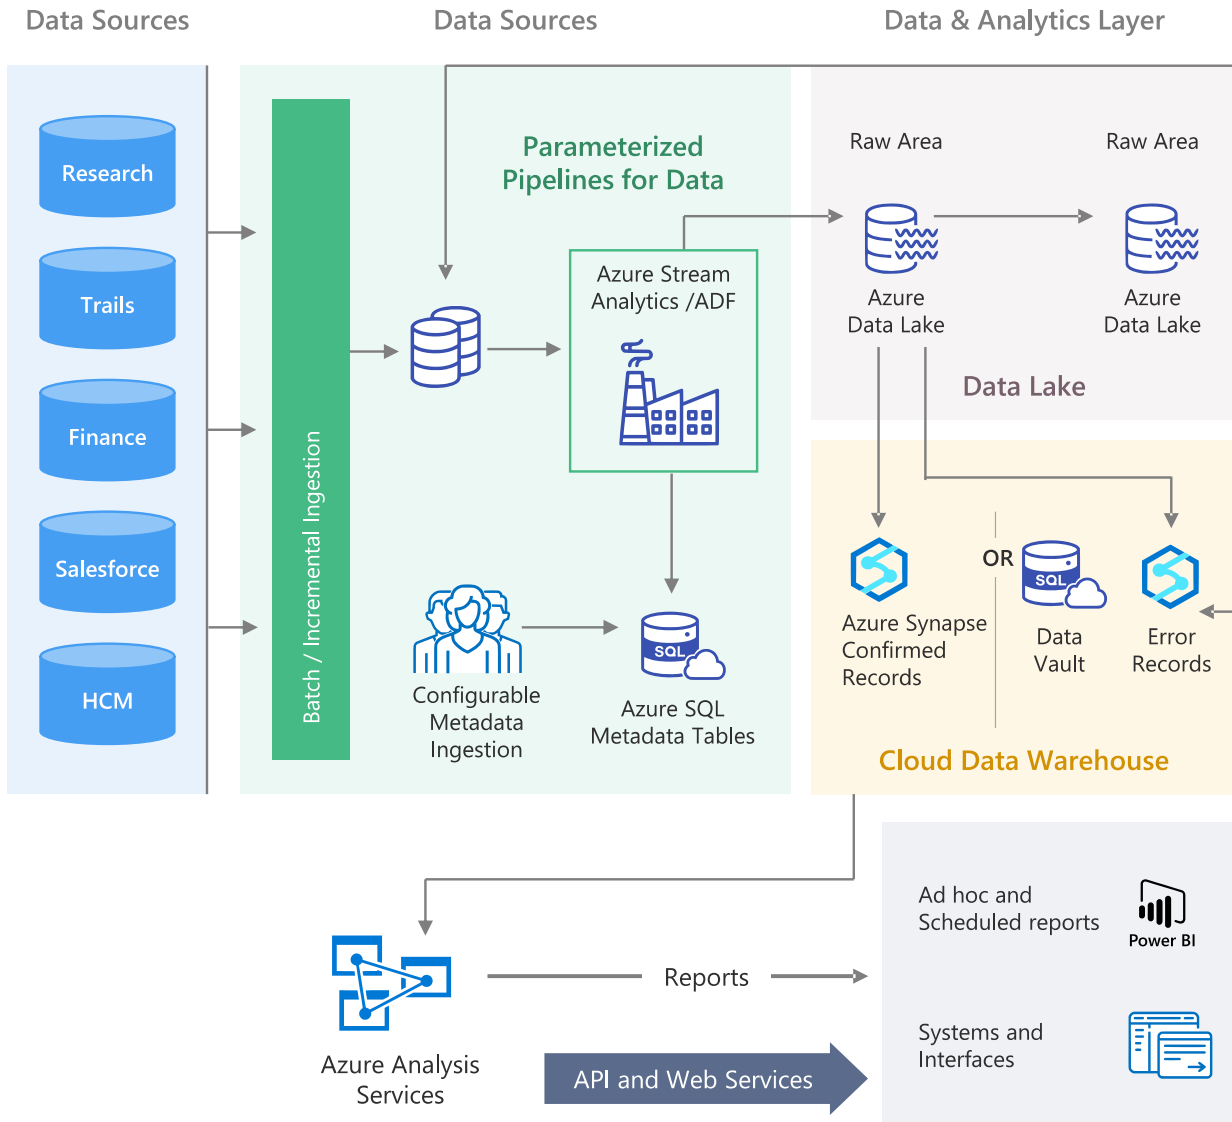 Data Sources
Data Sources
Data & Analytics Layer
Research
Trails
Finance
Salesforce
HCM
Batch / Incremental Ingestion
Parameterized
Pipelines for Data
Azure Stream
Analytics /ADF
Configurable
Metadata
Ingestion
SQL
Azure SQL
Metadata Tables
Raw Area
Raw Area
Azure
Data Lake
Azure
Data Lake
Data Lake
OR
SQL
Azure Synapse
Confirmed
Records
Data
Vault
Error
Records
Cloud Data Warehouse
Azure Analysis
Services
Reports
API and Web Services
Ad hoc and
Scheduled reports
Power BI
Systems and
Interfaces